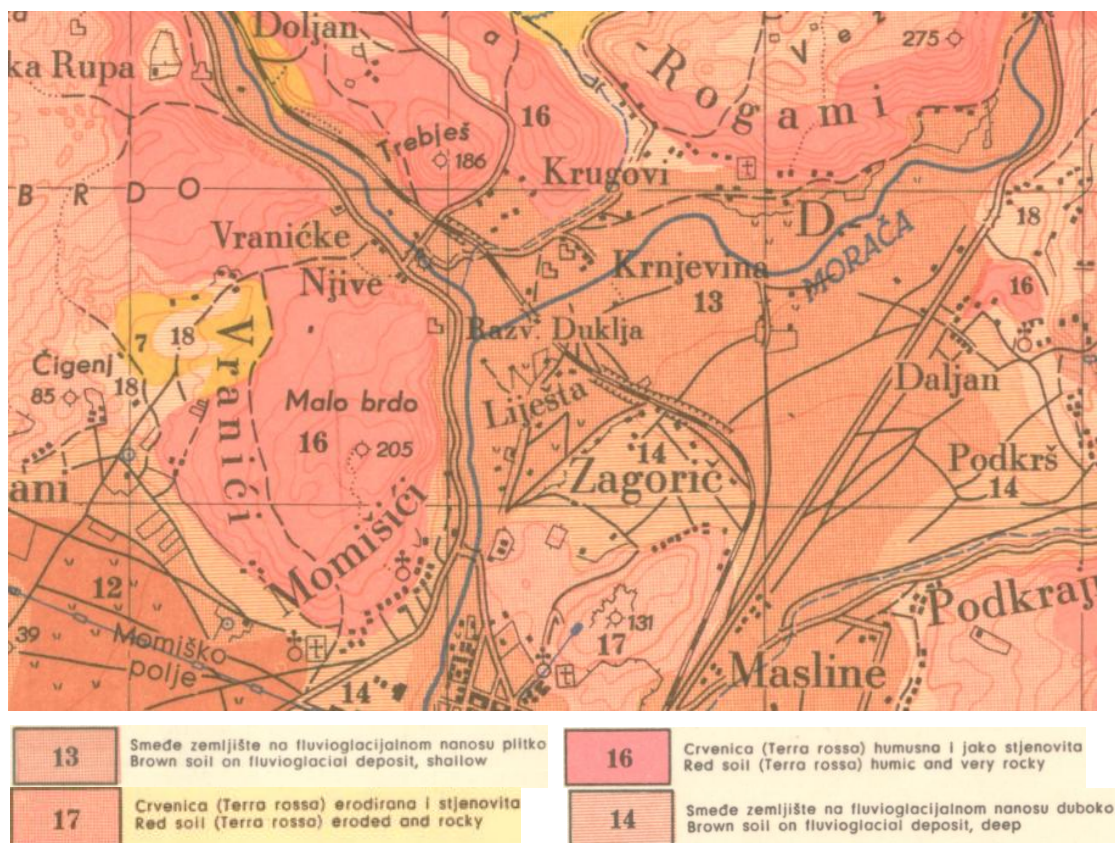 Doljan
ka Rupa
275
Rogami
16
Trebješ
186
Krugovi
BRDO
18
Vranićke
Njive
D.
MORAČA
Krnjevina
13
16
Razv. Duklja
7
18
Vranići
Čigenj
85
18
Malo brdo
16
205
Liješta
Daljan
14
Zagorič
Podkrš
14
ani
Momišići
12
39
Momiško
polje
14
131
17
Podkraj
Masline
13
Smeđe zemljište na fluvioglacijalnom nanosu plitko
Brown soil on fluvioglacial deposit, shallow
16
Crvenica (Terra rossa) humusna i jako stjenovita
Red soil (Terra rossa) humic and very rocky
17
Crvenica (Terra rossa) erodirana i stjenovita
Red soil (Terra rossa) eroded and rocky
14
Smeđe zemljište na fluvioglacijalnom nanosu duboko
Brown soil on fluvioglacial deposit, deep